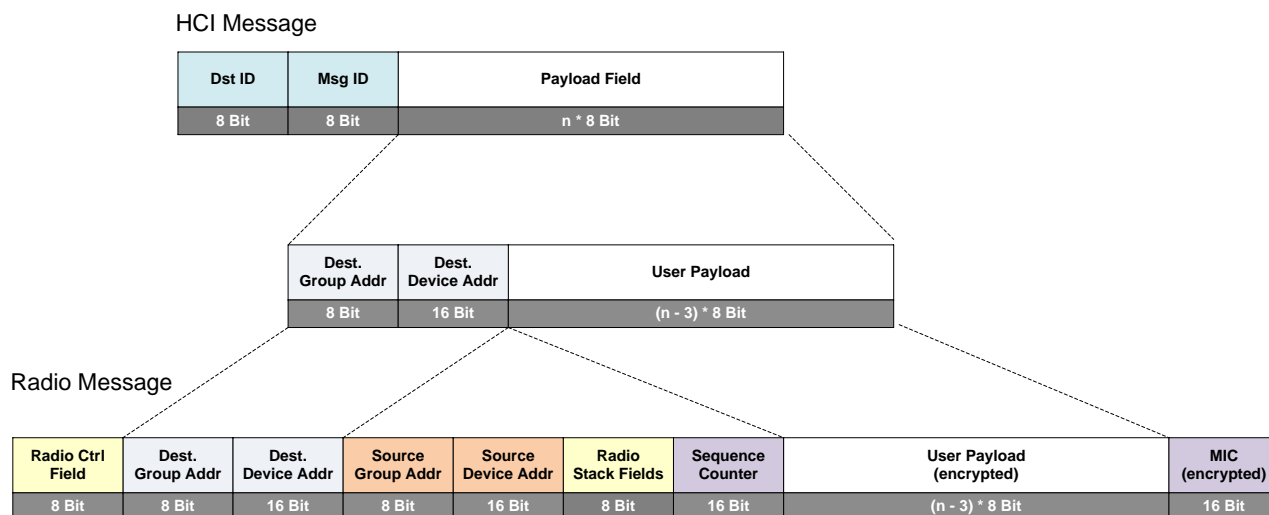 HCI Message
Dst ID Msg ID Payload Field
8 Bit 8 Bit n * 8 Bit
Dest. Dest. User Payload
Group Addr Device Addr
8 Bit 16 Bit (n - 3) * 8 Bit
Radio Message
Radio Ctrl Dest. Dest. Source Source Radio Sequence User Payload MIC
Field Group Addr Device Addr Group Addr Device Addr Stack Fields Counter (encrypted) (encrypted)
8 Bit 8 Bit 16 Bit 8 Bit 16 Bit 8 Bit 16 Bit (n - 3) * 8 Bit 16 Bit